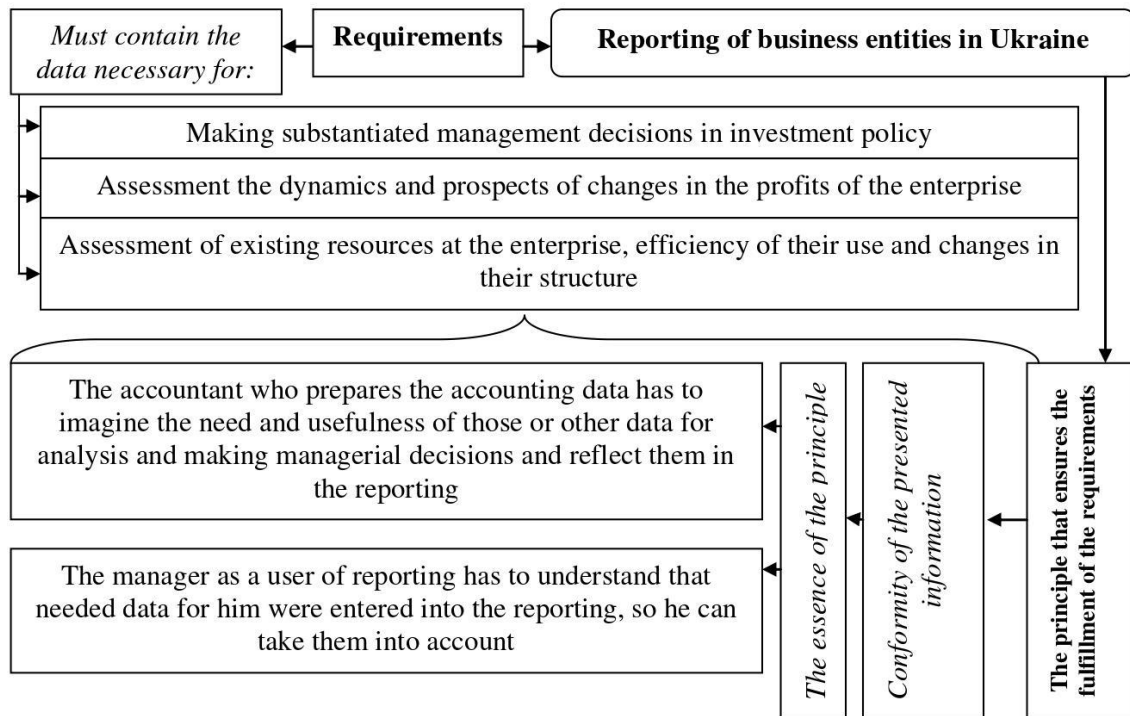 Must contain the
data necessary for:
Requirements
Reporting of business entities in Ukraine
Making substantiated management decisions in investment policy
Assessment the dynamics and prospects of changes in the profits of the enterprise
Assessment of existing resources at the enterprise, efficiency of their use and changes in
their structure
The accountant who prepares the accounting data has to
imagine the need and usefulness of those or other data for
analysis and making managerial decisions and reflect them in
the reporting
The manager as a user of reporting has to understand that
needed data for him were entered into the reporting, so he can
take them into account
The essence of the principle
Conformity of the presented
information
The principle that ensures the
fulfillment of the requirements